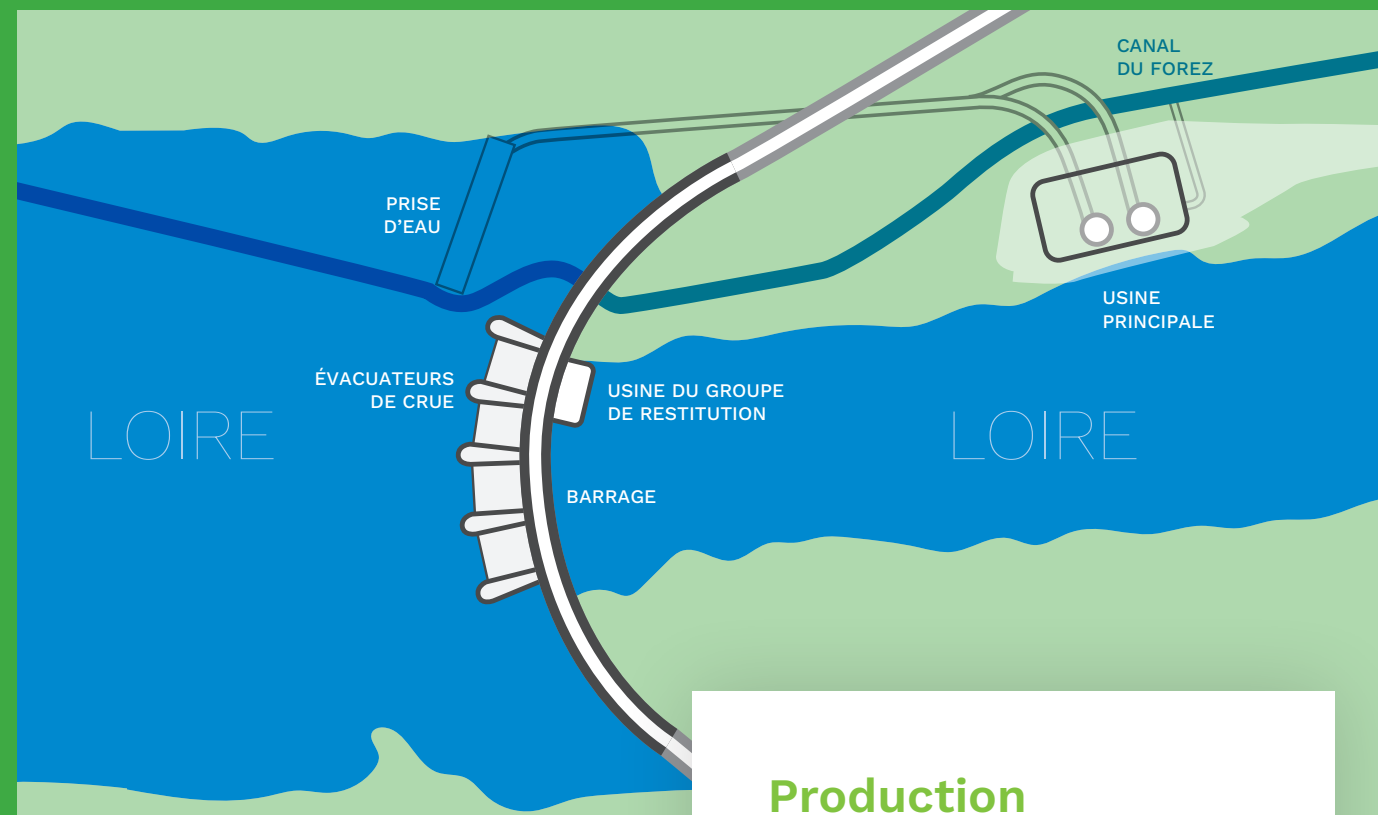 CANAL
DU FOREZ
PRISE
D’EAU
USINE
PRINCIPALE
ÉVACUATEURS
DE CRUE
USINE DU GROUPE
DE RESTITUTION
LOIRE
LOIRE
BARRAGE
Production